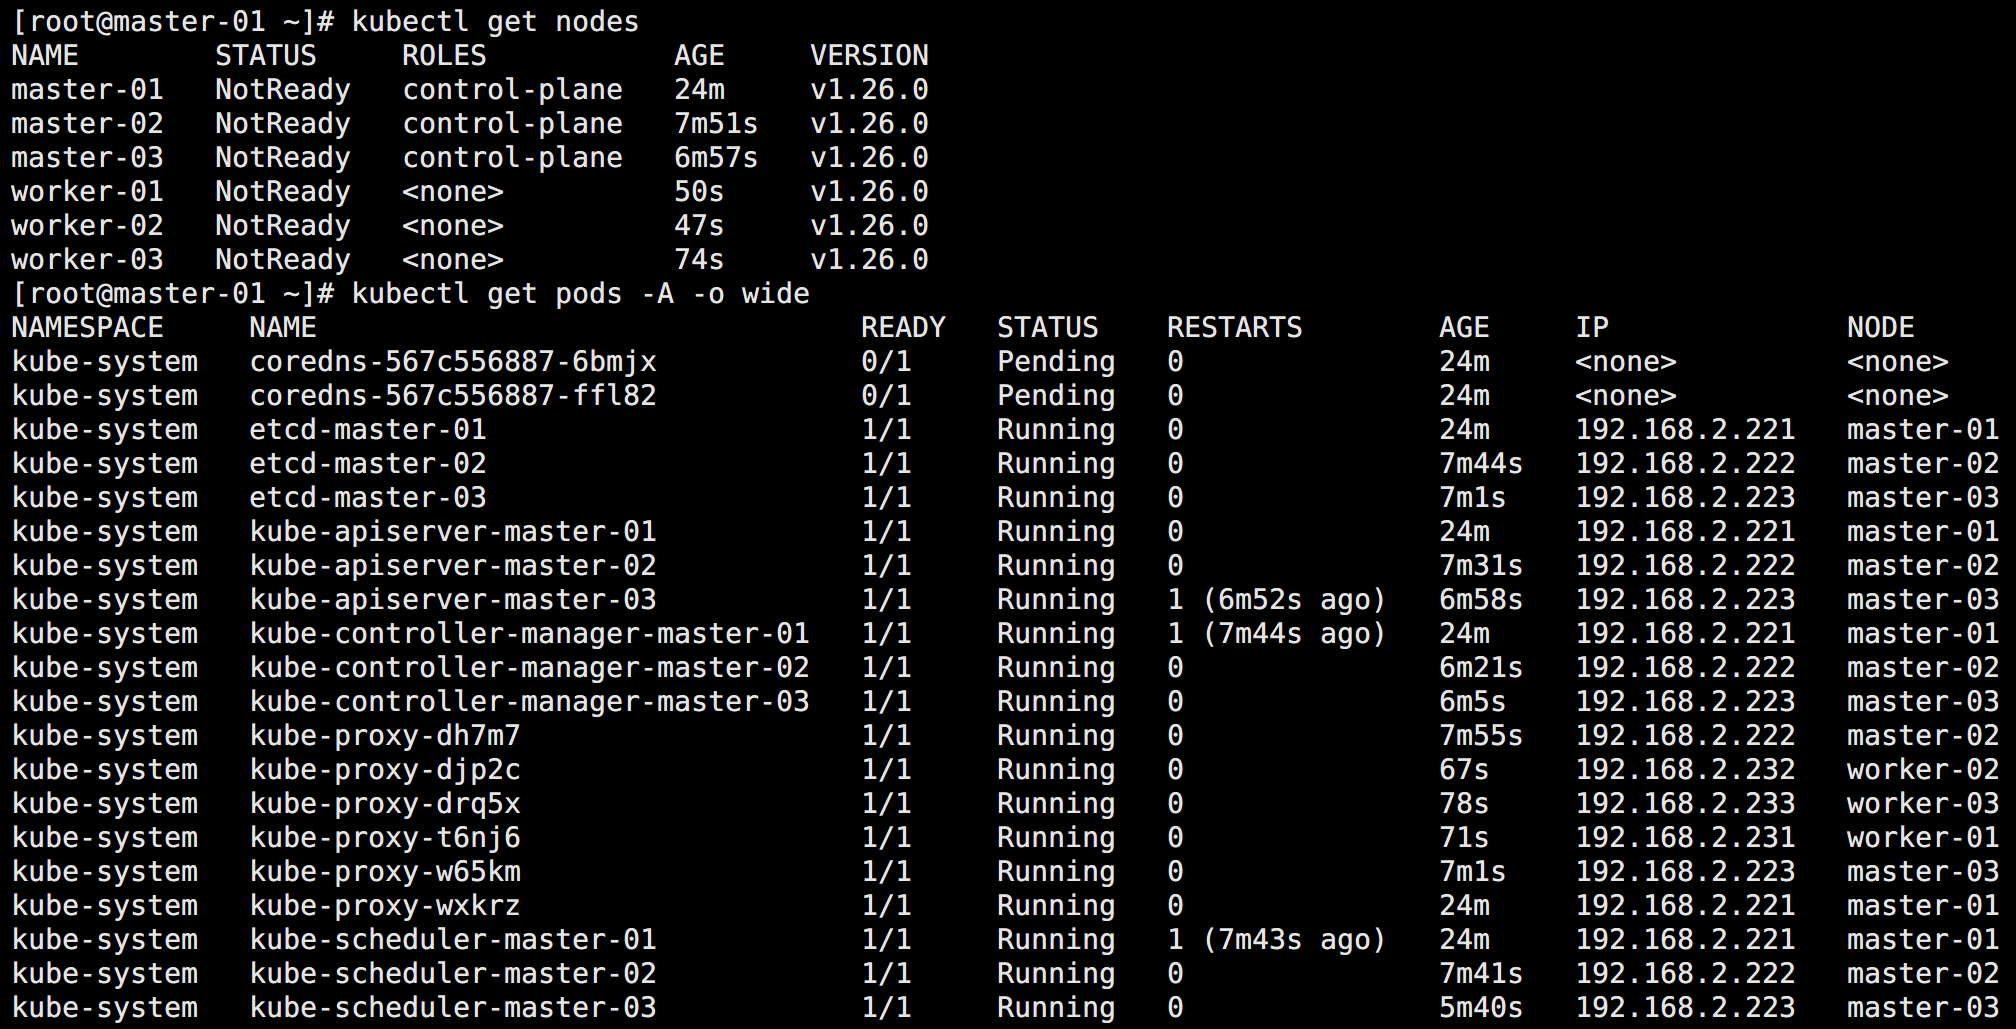 [root@master-01 ~]# kubectl get nodes
NAME        STATUS     ROLES           AGE     VERSION
master-01   NotReady   control-plane   24m     v1.26.0
master-02   NotReady   control-plane   7m51s   v1.26.0
master-03   NotReady   control-plane   6m57s   v1.26.0
worker-01   NotReady   <none>          50s     v1.26.0
worker-02   NotReady   <none>          47s     v1.26.0
worker-03   NotReady   <none>          74s     v1.26.0
[root@master-01 ~]# kubectl get pods -A -o wide
NAMESPACE     NAME                                READY   STATUS    RESTARTS        AGE     IP              NODE
kube-system   coredns-567c556887-6bmjx            0/1     Pending   0               24m     <none>          <none>
kube-system   coredns-567c556887-ffl82            0/1     Pending   0               24m     <none>          <none>
kube-system   etcd-master-01                      1/1     Running   0               24m     192.168.2.221   master-01
kube-system   etcd-master-02                      1/1     Running   0               7m44s   192.168.2.222   master-02
kube-system   etcd-master-03                      1/1     Running   0               7m1s    192.168.2.223   master-03
kube-system   kube-apiserver-master-01            1/1     Running   0               24m     192.168.2.221   master-01
kube-system   kube-apiserver-master-02            1/1     Running   0               7m31s   192.168.2.222   master-02
kube-system   kube-apiserver-master-03            1/1     Running   1 (6m52s ago)   6m58s   192.168.2.223   master-03
kube-system   kube-controller-manager-master-01   1/1     Running   1 (7m44s ago)   24m     192.168.2.221   master-01
kube-system   kube-controller-manager-master-02   1/1     Running   0               6m21s   192.168.2.222   master-02
kube-system   kube-controller-manager-master-03   1/1     Running   0               6m5s    192.168.2.223   master-03
kube-system   kube-proxy-dh7m7                    1/1     Running   0               7m55s   192.168.2.222   master-02
kube-system   kube-proxy-djp2c                    1/1     Running   0               67s     192.168.2.232   worker-02
kube-system   kube-proxy-drq5x                    1/1     Running   0               78s     192.168.2.233   worker-03
kube-system   kube-proxy-t6nj6                    1/1     Running   0               71s     192.168.2.231   worker-01
kube-system   kube-proxy-w65km                    1/1     Running   0               7m1s    192.168.2.223   master-03
kube-system   kube-proxy-wxkrz                    1/1     Running   0               24m     192.168.2.221   master-01
kube-system   kube-scheduler-master-01            1/1     Running   1 (7m43s ago)   24m     192.168.2.221   master-01
kube-system   kube-scheduler-master-02            1/1     Running   0               7m41s   192.168.2.222   master-02
kube-system   kube-scheduler-master-03            1/1     Running   0               5m40s   192.168.2.223   master-03